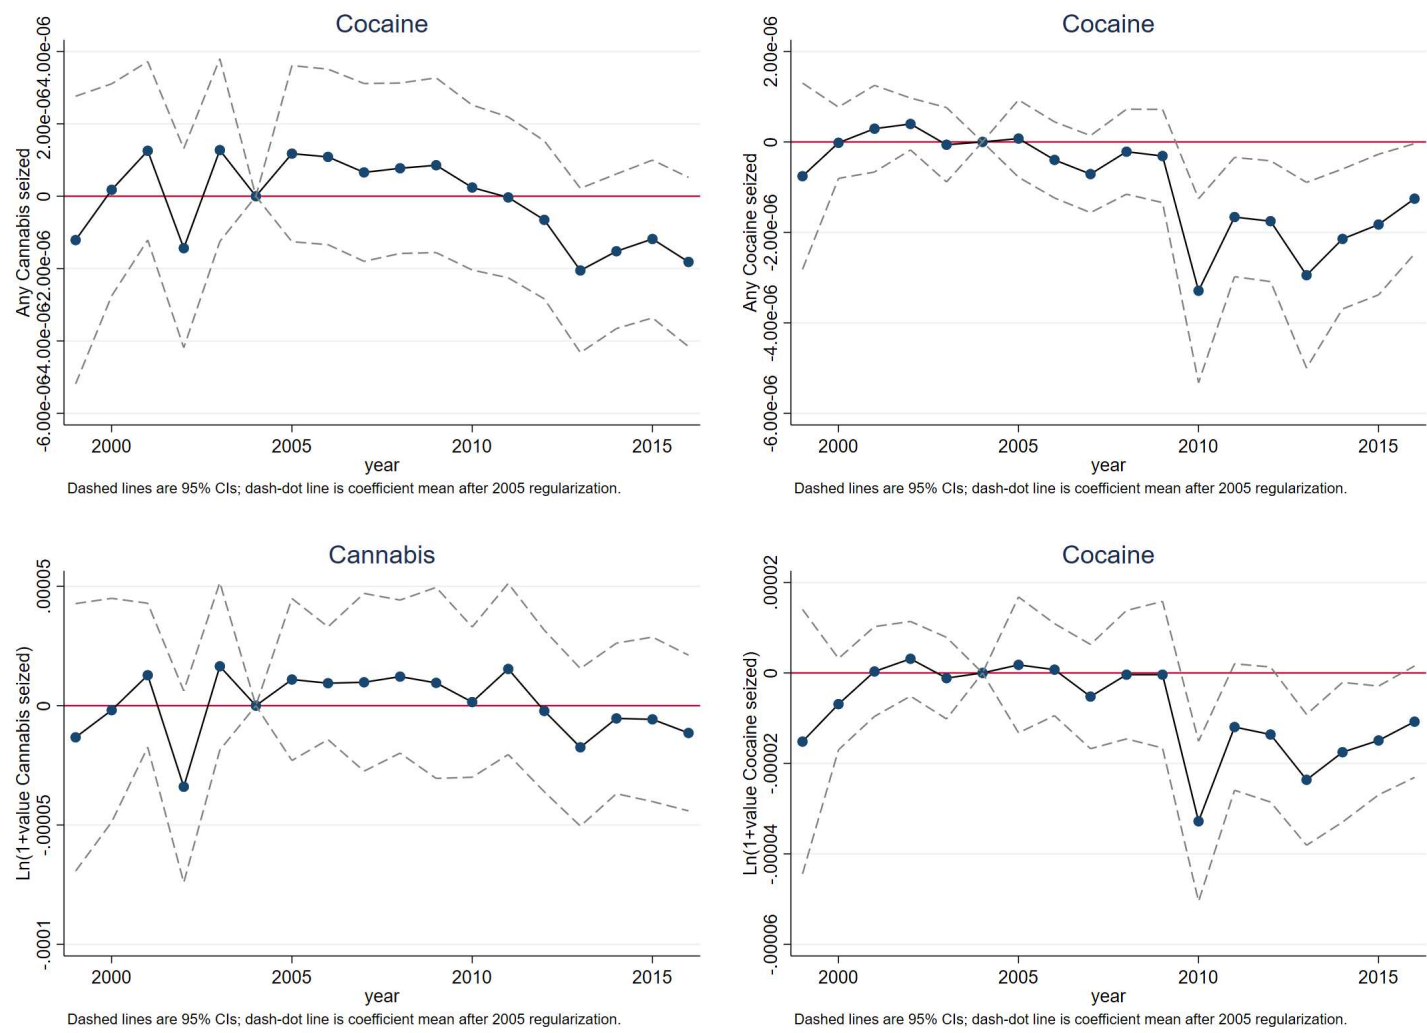 Cocaine
Any Cannabis seized
-6.00e-064.00e-062.00e-06 0 2.00e-064.00e-06
2000 2005 2010 2015
year
Dashed lines are 95% CIs; dash-dot line is coefficient mean after 2005 regularization.
Cocaine
Any Cocaine seized
-6.00e-06 -4.00e-06 -2.00e-06 0 2.00e-06
2000 2005 2010 2015
year
Dashed lines are 95% CIs; dash-dot line is coefficient mean after 2005 regularization.
Cannabis
Ln(1+value Cannabis seized)
-.0001 -.00005 0 .00005
2000 2005 2010 2015
year
Dashed lines are 95% CIs; dash-dot line is coefficient mean after 2005 regularization.
Cocaine
Ln(1+value Cocaine seized)
-.00006 -.00004 -.00002 0 .00002
2000 2005 2010 2015
year
Dashed lines are 95% CIs; dash-dot line is coefficient mean after 2005 regularization.